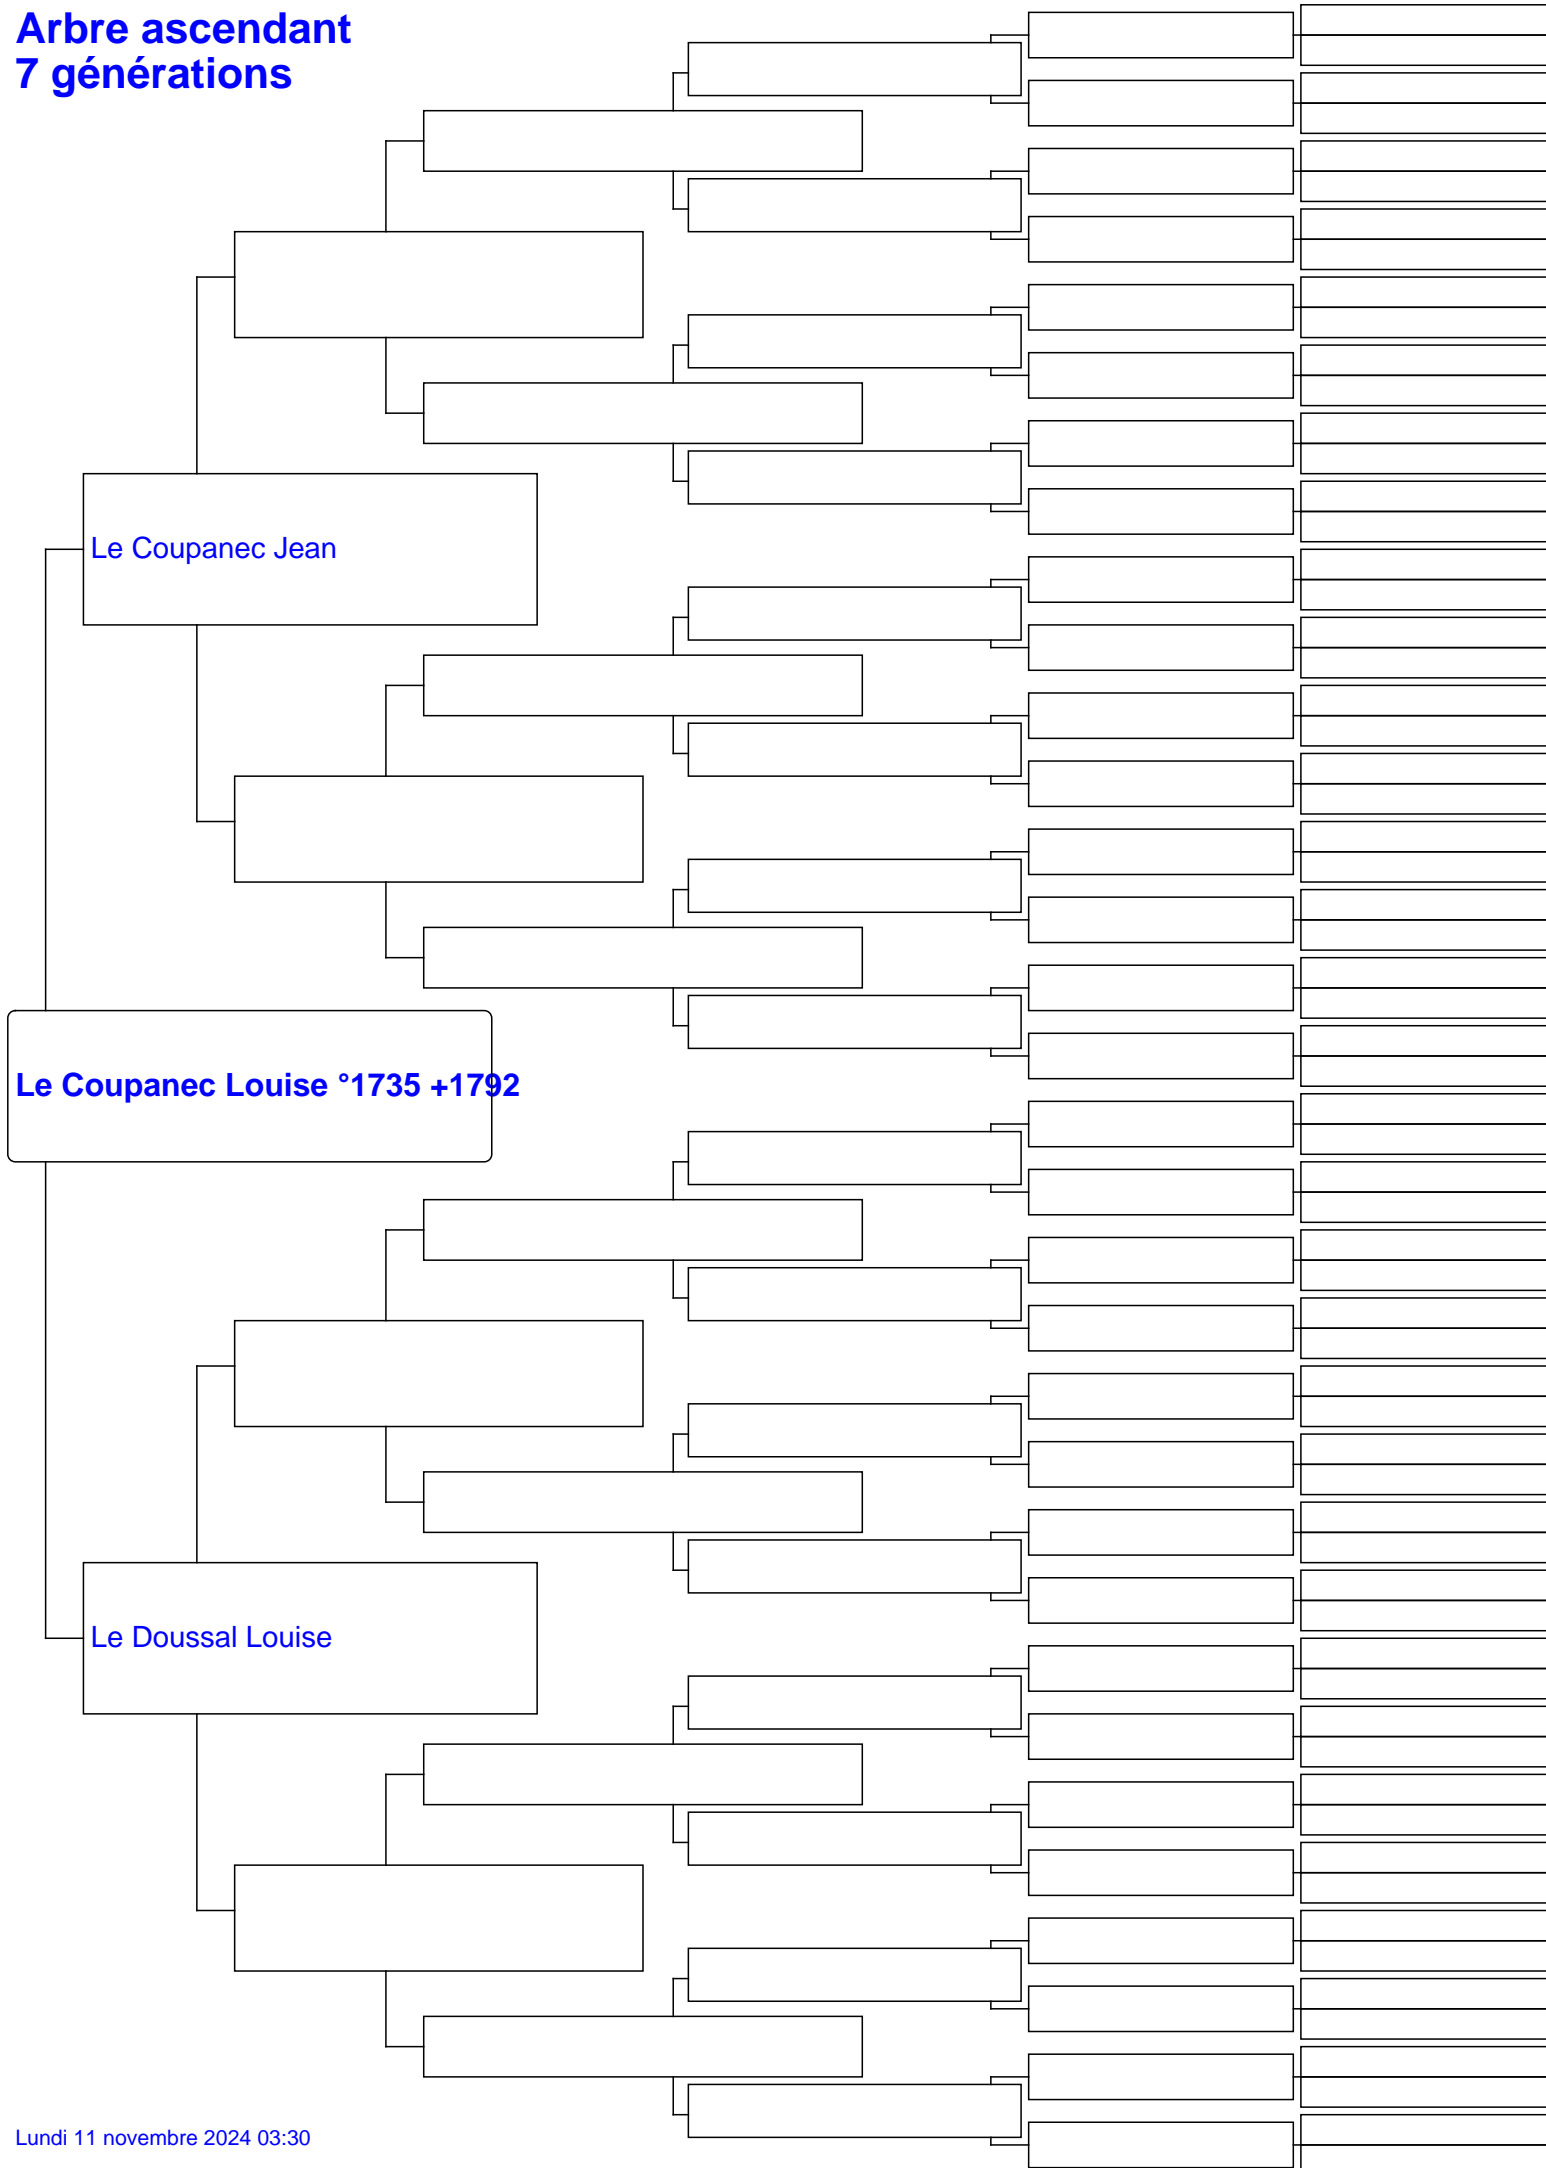 Arbre ascendant
7 générations
Le Coupanec Jean
Le Coupanec Louise °1735 +1792
Le Doussal Louise
Lundi 11 novembre 2024 03:30